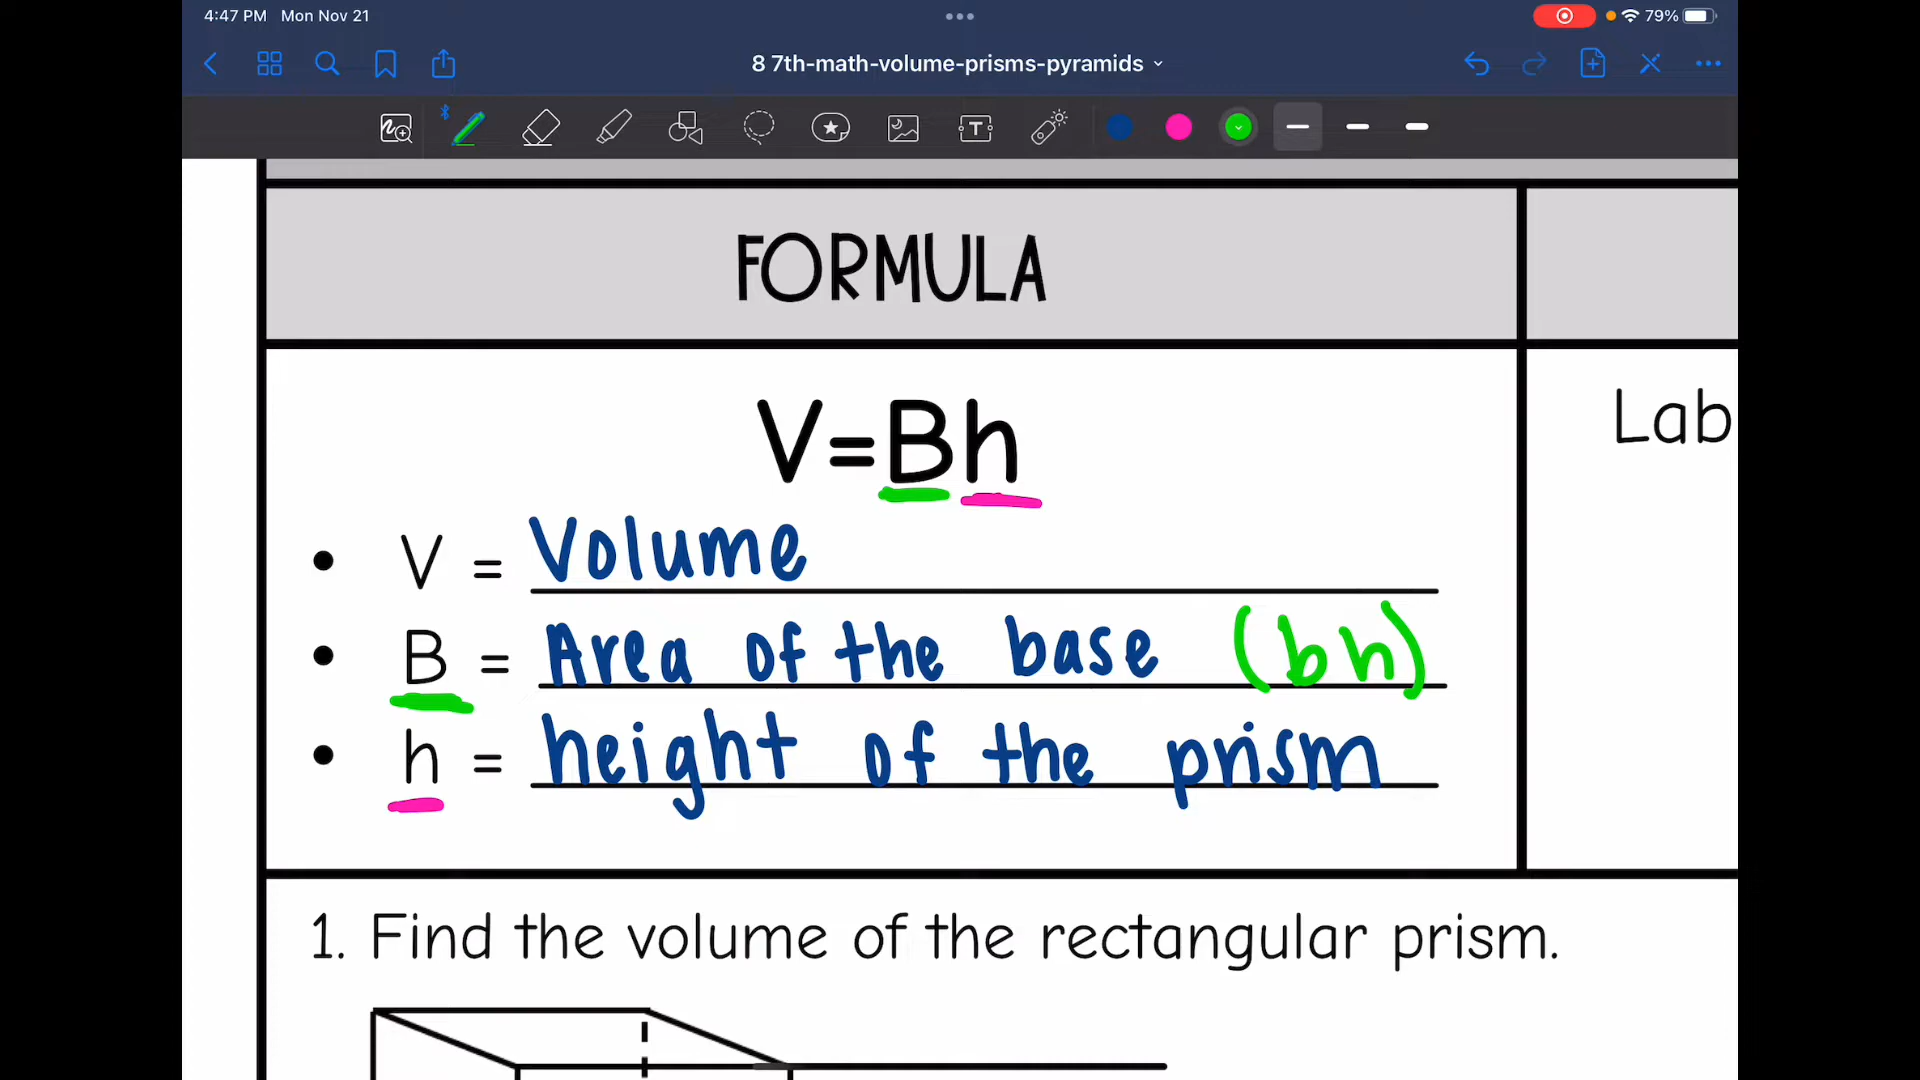 4:47 PM Mon Nov 21 79%
8 7th-math-volume-prisms-pyramids
FORMULA
V=Bh
Lab
• V = Volume
• B = Area of the base (bh)
• h = height of the prism
1. Find the volume of the rectangular prism.